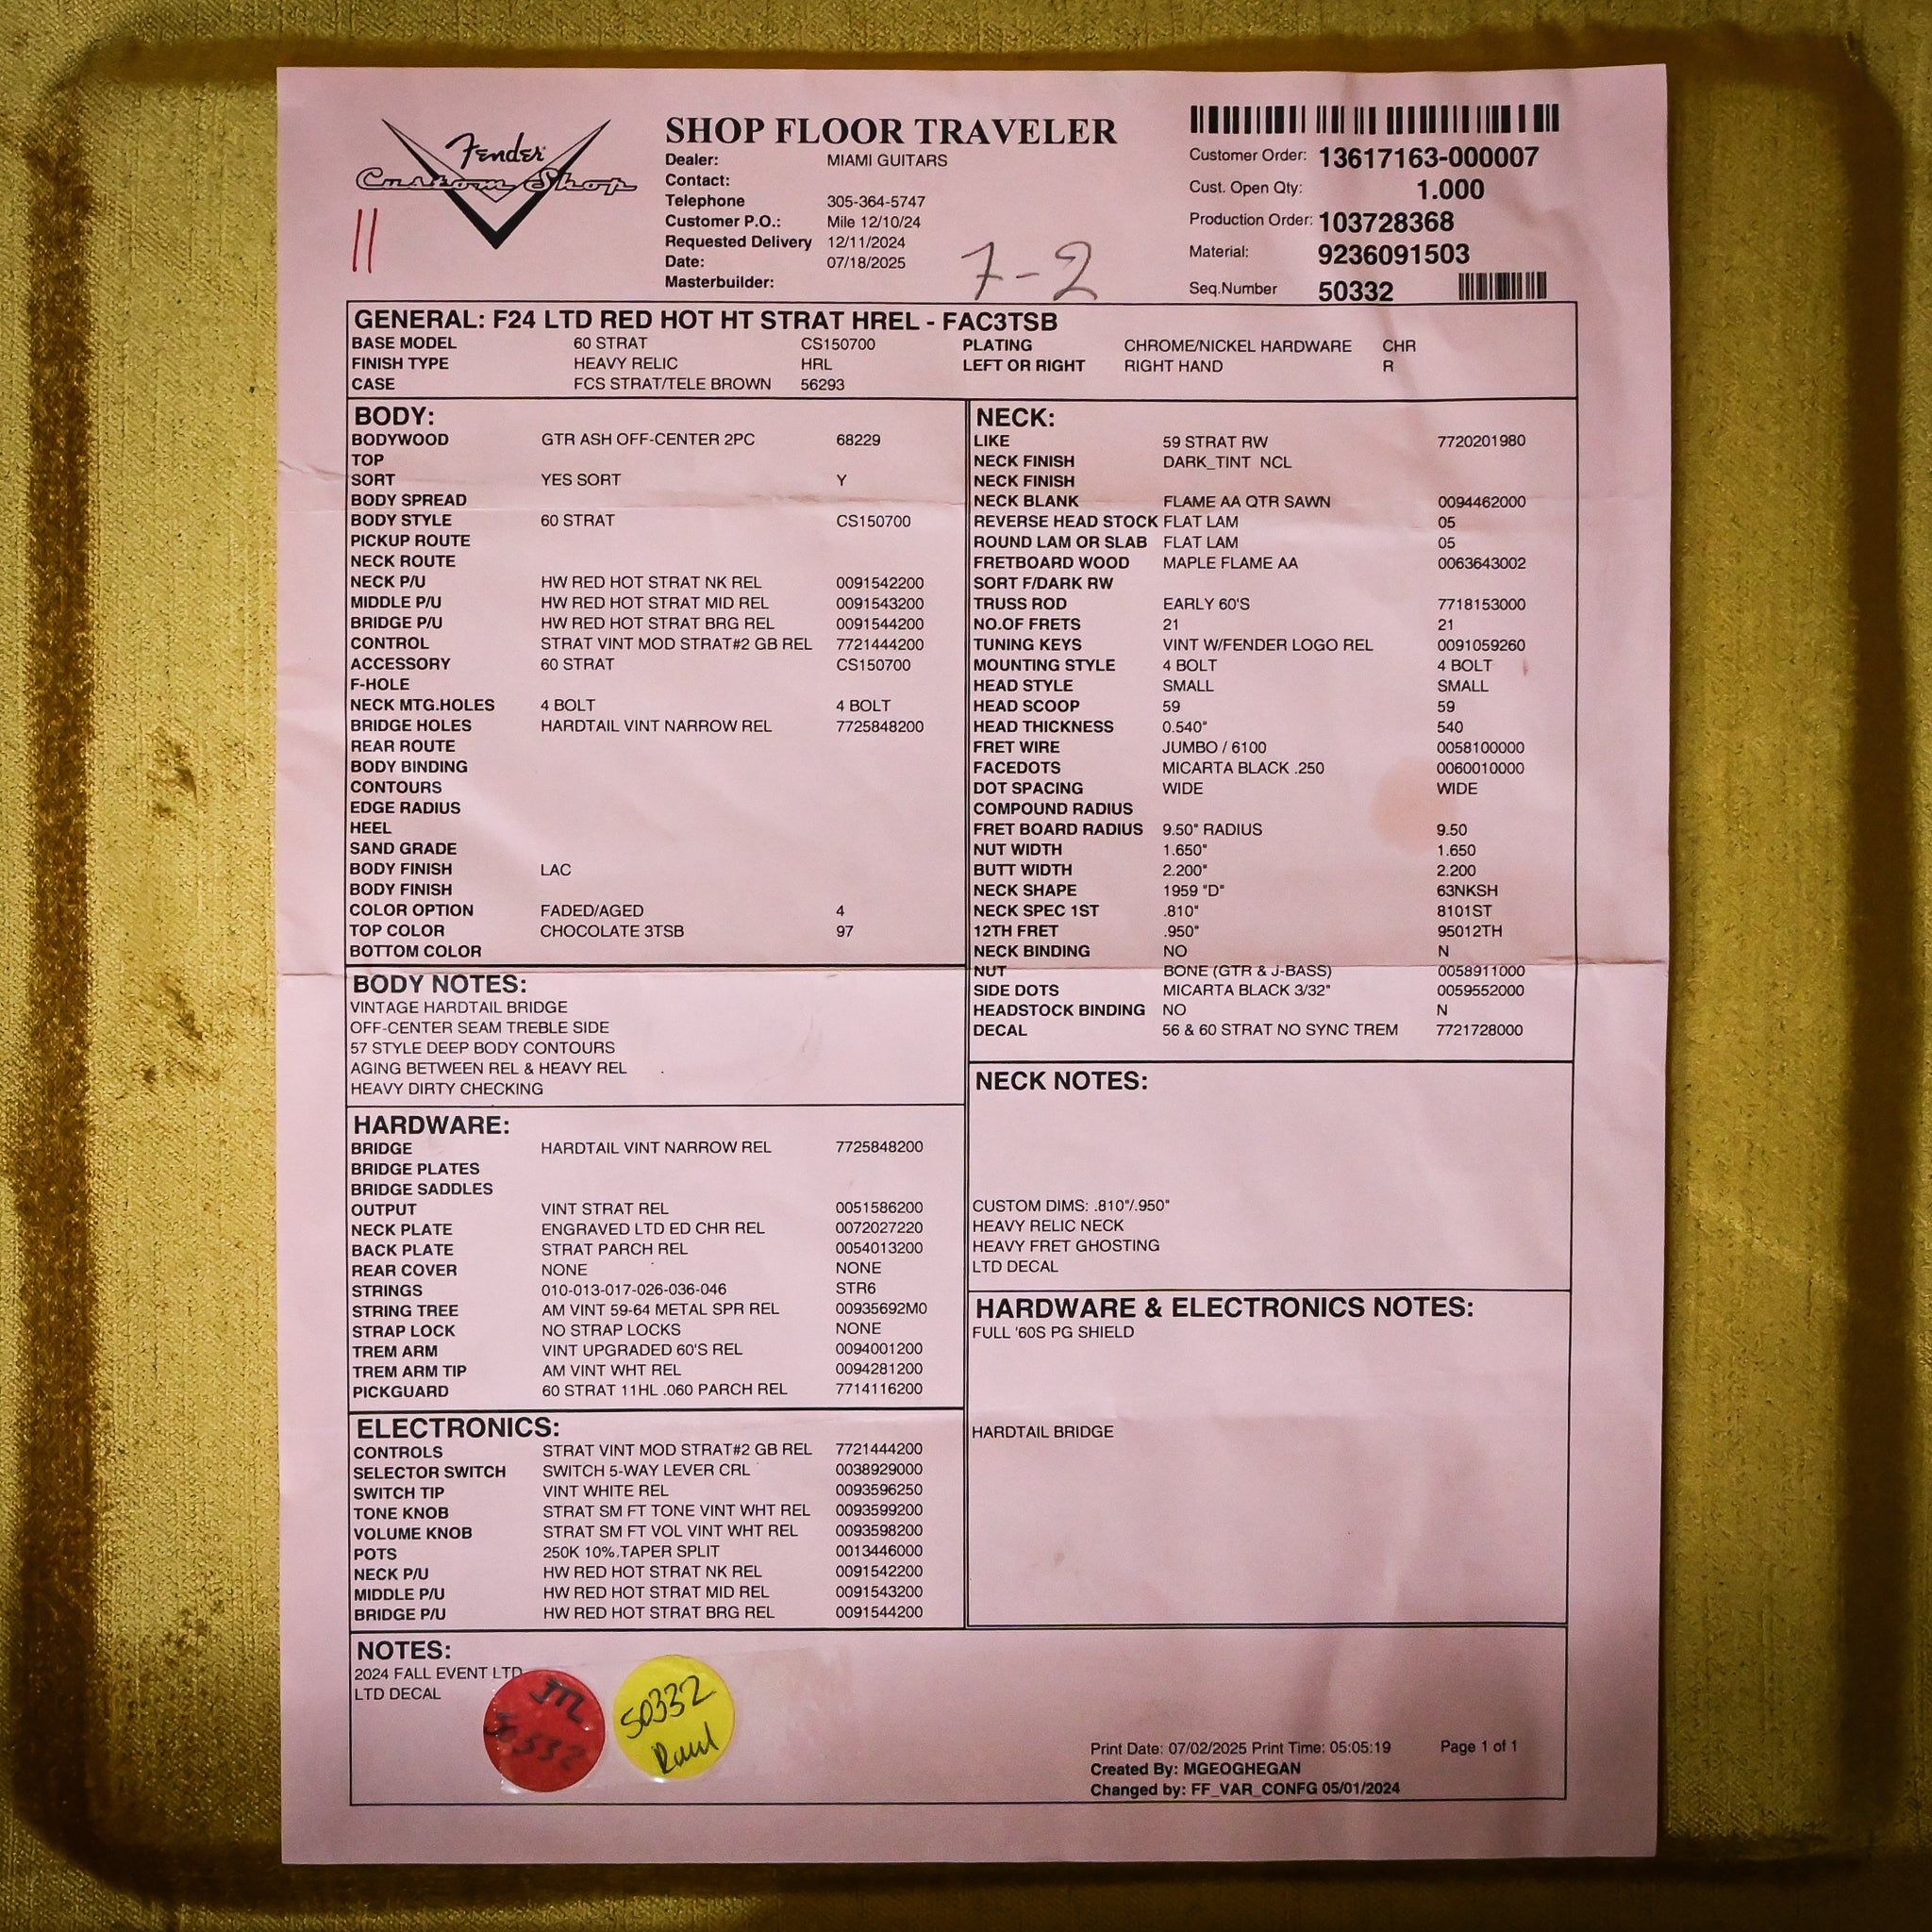 Fender
Custom Shop
SHOP FLOOR TRAVELER
Dealer: MIAMI GUITARS
Contact:
Telephone 305-364-5747
Customer P.O.: Mile 12/10/24
Requested Delivery 12/11/2024
Date: 07/18/2025
Masterbuilder:
7-2
Customer Order: 13617163-000007
Cust. Open Qty: 1.000
Production Order: 103728368
Material: 9236091503
Seq.Number 50332
GENERAL: F24 LTD RED HOT HT STRAT HREL - FAC3TSB
BASE MODEL 60 STRAT CS150700
FINISH TYPE HEAVY RELIC HRL
CASE FCS STRAT/TELE BROWN 56293
PLATING CHROME/NICKEL HARDWARE CHR
LEFT OR RIGHT RIGHT HAND R
BODY:
BODYWOOD GTR ASH OFF-CENTER 2PC 68229
TOP
SORT YES SORT Y
BODY SPREAD
BODY STYLE 60 STRAT CS150700
PICKUP ROUTE
NECK ROUTE
NECK P/U HW RED HOT STRAT NK REL 0091542200
MIDDLE P/U HW RED HOT STRAT MID REL 0091543200
BRIDGE P/U HW RED HOT STRAT BRG REL 0091544200
CONTROL STRAT VINT MOD STRAT#2 GB REL 7721444200
ACCESSORY 60 STRAT CS150700
F-HOLE
NECK MTG.HOLES 4 BOLT 4 BOLT
BRIDGE HOLES HARDTAIL VINT NARROW REL 7725848200
REAR ROUTE
BODY BINDING
CONTOURS
EDGE RADIUS
HEEL
SAND GRADE
BODY FINISH LAC
BODY FINISH
COLOR OPTION FADED/AGED 4
TOP COLOR CHOCOLATE 3TSB 97
BOTTOM COLOR
BODY NOTES:
VINTAGE HARDTAIL BRIDGE
OFF-CENTER SEAM TREBLE SIDE
57 STYLE DEEP BODY CONTOURS
AGING BETWEEN REL & HEAVY REL
HEAVY DIRTY CHECKING
HARDWARE:
BRIDGE HARDTAIL VINT NARROW REL 7725848200
BRIDGE PLATES
BRIDGE SADDLES
OUTPUT VINT STRAT REL 0051586200
NECK PLATE ENGRAVED LTD ED CHR REL 0072027220
BACK PLATE STRAT PARCH REL 0054013200
REAR COVER NONE NONE
STRINGS 010-013-017-026-036-046 STR6
STRING TREE AM VINT 59-64 METAL SPR REL 00935692M0
STRAP LOCK NO STRAP LOCKS NONE
TREM ARM VINT UPGRADED 60'S REL 0094001200
TREM ARM TIP AM VINT WHT REL 0094281200
PICKGUARD 60 STRAT 11HL .060 PARCH REL 7714116200
ELECTRONICS:
CONTROLS STRAT VINT MOD STRAT#2 GB REL 7721444200
SELECTOR SWITCH SWITCH 5-WAY LEVER CRL 0038929000
SWITCH TIP VINT WHITE REL 0093596250
TONE KNOB STRAT SM FT TONE VINT WHT REL 0093599200
VOLUME KNOB STRAT SM FT VOL VINT WHT REL 0093598200
POTS 250K 10%.TAPER SPLIT 0013446000
NECK P/U HW RED HOT STRAT NK REL 0091542200
MIDDLE P/U HW RED HOT STRAT MID REL 0091543200
BRIDGE P/U HW RED HOT STRAT BRG REL 0091544200
NECK:
LIKE 59 STRAT RW 7720201980
NECK FINISH DARK_TINT NCL
NECK FINISH
NECK BLANK FLAME AA QTR SAWN 0094462000
REVERSE HEAD STOCK FLAT LAM 05
ROUND LAM OR SLAB FLAT LAM 05
FRETBOARD WOOD MAPLE FLAME AA 0063643002
SORT F/DARK RW
TRUSS ROD EARLY 60'S 7718153000
NO.OF FRETS 21 21
TUNING KEYS VINT W/FENDER LOGO REL 0091059260
MOUNTING STYLE 4 BOLT 4 BOLT
HEAD STYLE SMALL SMALL
HEAD SCOOP 59 59
HEAD THICKNESS 0.540" 540
FRET WIRE JUMBO / 6100 0058100000
FACEDOTS MICARTA BLACK .250 0060010000
DOT SPACING WIDE WIDE
COMPOUND RADIUS
FRET BOARD RADIUS 9.50" RADIUS 9.50
NUT WIDTH 1.650" 1.650
BUTT WIDTH 2.200" 2.200
NECK SHAPE 1959 "D" 63NKSH
NECK SPEC 1ST .810" 8101ST
12TH FRET .950" 95012TH
NECK BINDING NO N
NUT BONE (GTR & J-BASS) 0058911000
SIDE DOTS MICARTA BLACK 3/32" 0059552000
HEADSTOCK BINDING NO N
DECAL 56 & 60 STRAT NO SYNC TREM 7721728000
NECK NOTES:
CUSTOM DIMS: .810"/.950"
HEAVY RELIC NECK
HEAVY FRET GHOSTING
LTD DECAL
HARDWARE & ELECTRONICS NOTES:
FULL '60S PG SHIELD
HARDTAIL BRIDGE
NOTES:
2024 FALL EVENT LTD
LTD DECAL
50332
Raul
Print Date: 07/02/2025 Print Time: 05:05:19 Page 1 of 1
Created By: MGEOGHEGAN
Changed by: FF_VAR_CONFG 05/01/2024